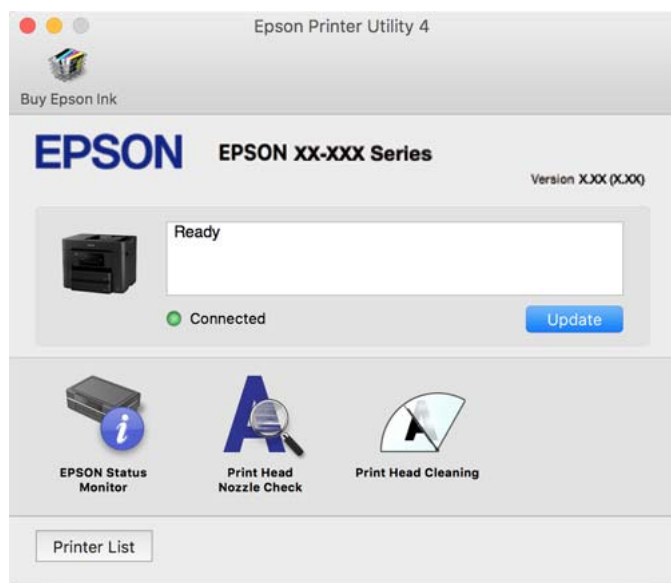 Epson Printer Utility 4
Buy Epson Ink
EPSON
EPSON XX-XXX Series
Version X.XX (X.XX)
Ready
Connected
Update
EPSON Status
Monitor
Print Head
Nozzle Check
Print Head Cleaning
Printer List